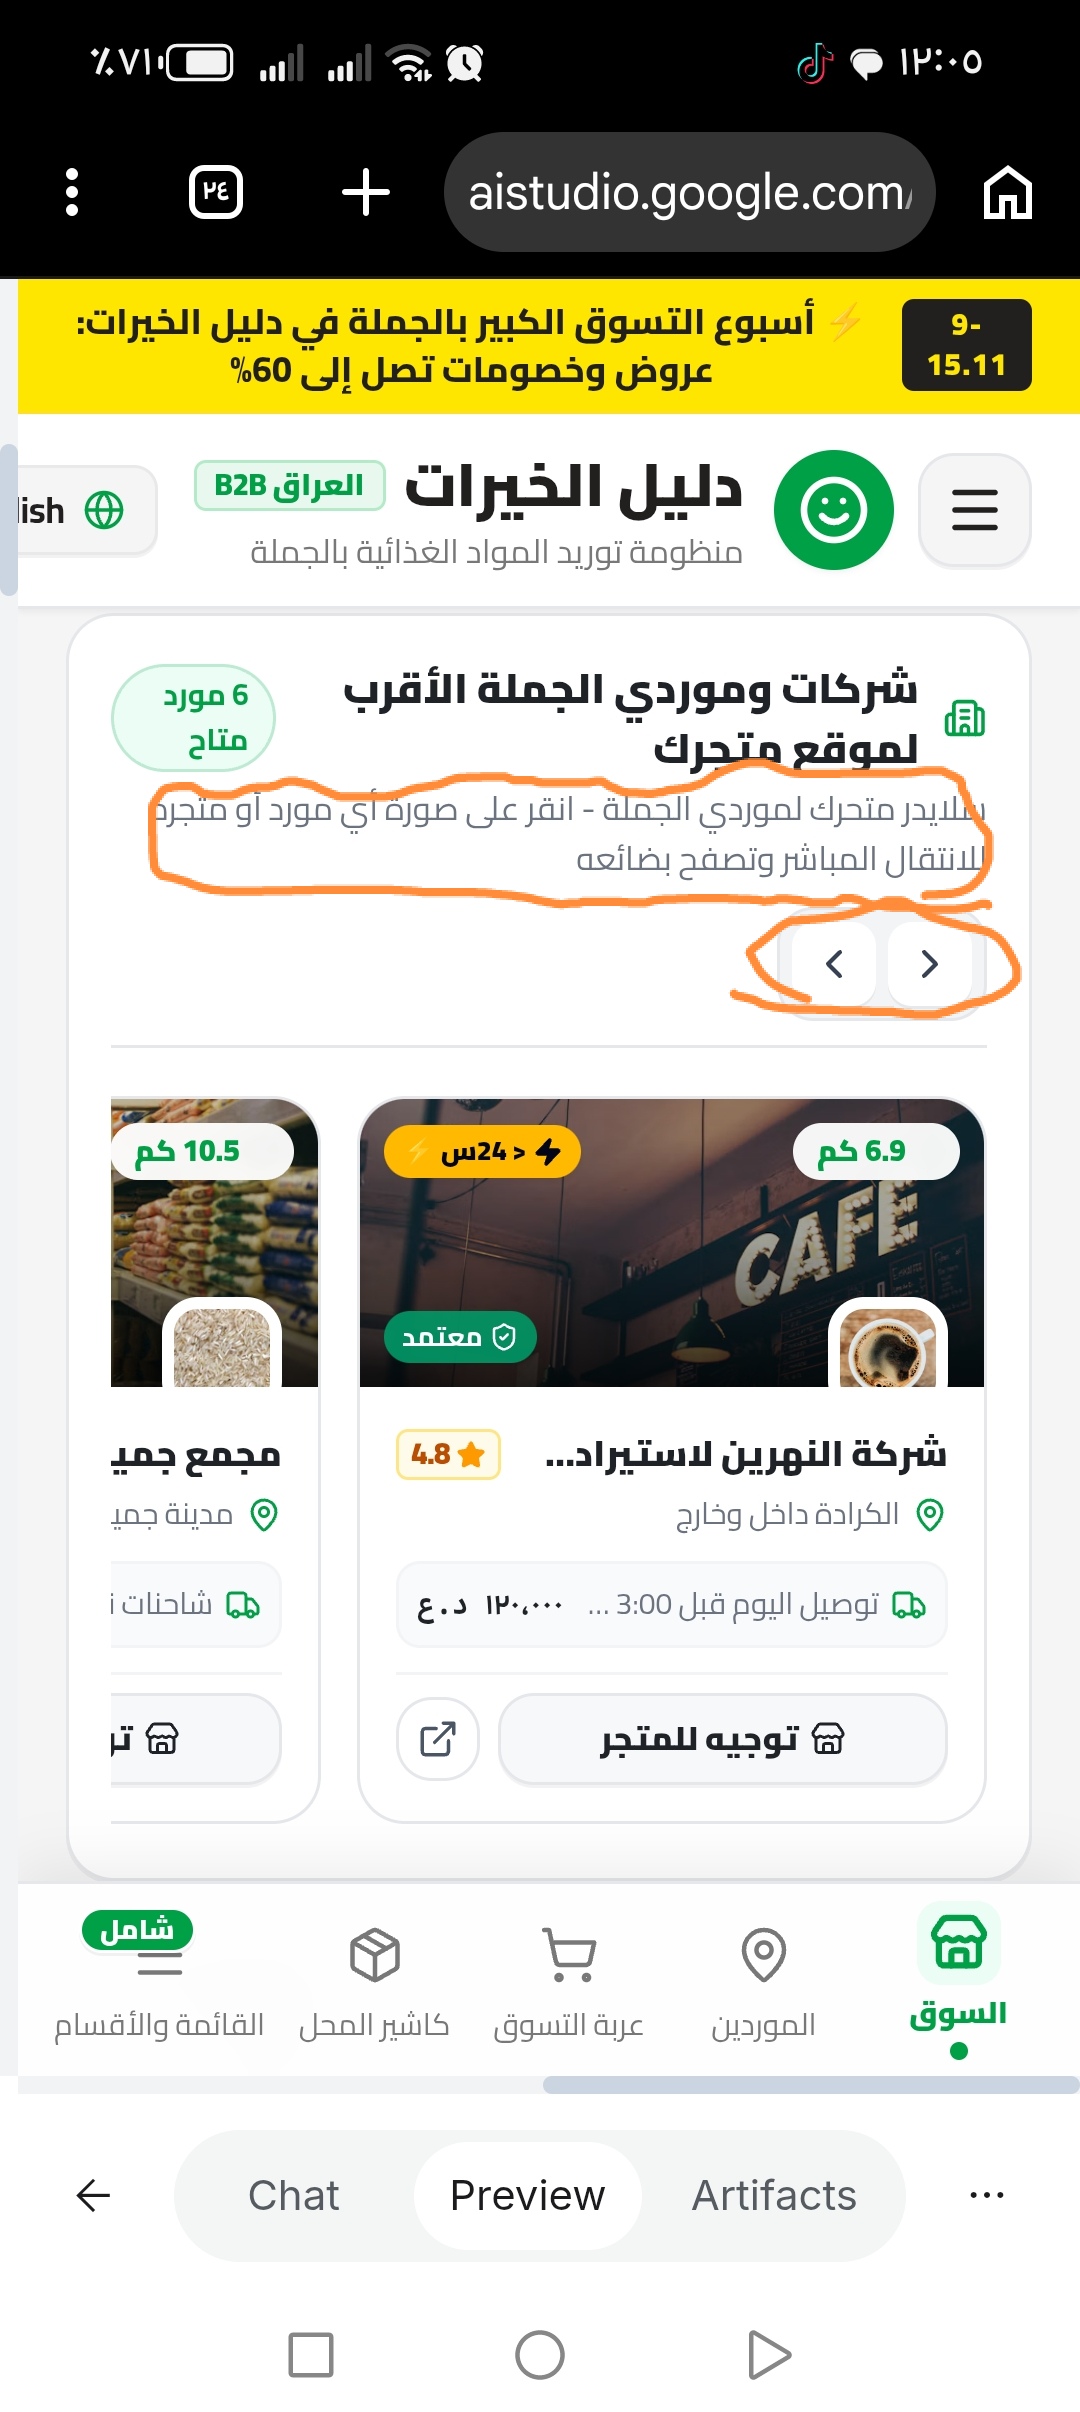 ١٢:٠٥
٪٧١
٢٤
aistudio.google.com/
9-
15.11
⚡ أسبوع التسوق الكبير بالجملة في دليل الخيرات:
عروض وخصومات تصل إلى 60%
دليل الخيرات
العراق B2B
منظومة توريد المواد الغذائية بالجملة
lish
شركات وموردي الجملة الأقرب
لموقع متجرك
6 مورد
متاح
سلايدر متحرك لموردي الجملة - انقر على صورة أي مورد أو متجرد
للانتقال المباشر وتصفح بضائعه
6.9 كم
< 24س ⚡
CAFE
معتمد
10.5 كم
شركة النهرين لاستيراد...
4.8
الكرادة داخل وخارج
توصيل اليوم قبل 3:00 ...
١٢٠،٠٠٠ د.ع
توجيه للمتجر
مجمع جمي
مدينة جمي
شاحنات
تو
السوق
الموردين
عربة التسوق
كاشير المحل
شامل
القائمة والأقسام
Chat
Preview
Artifacts